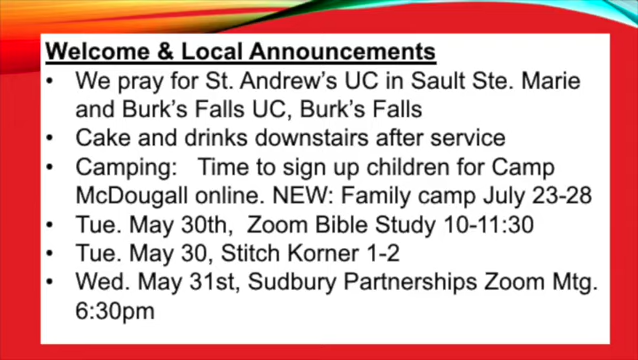 Welcome & Local Announcements
• We pray for St. Andrew's UC in Sault Ste. Marie
and Burk's Falls UC, Burk's Falls
• Cake and drinks downstairs after service
• Camping: Time to sign up children for Camp
McDougall online. NEW: Family camp July 23-28
• Tue. May 30th, Zoom Bible Study 10-11:30
• Tue. May 30, Stitch Korner 1-2
• Wed. May 31st, Sudbury Partnerships Zoom Mtg.
6:30pm